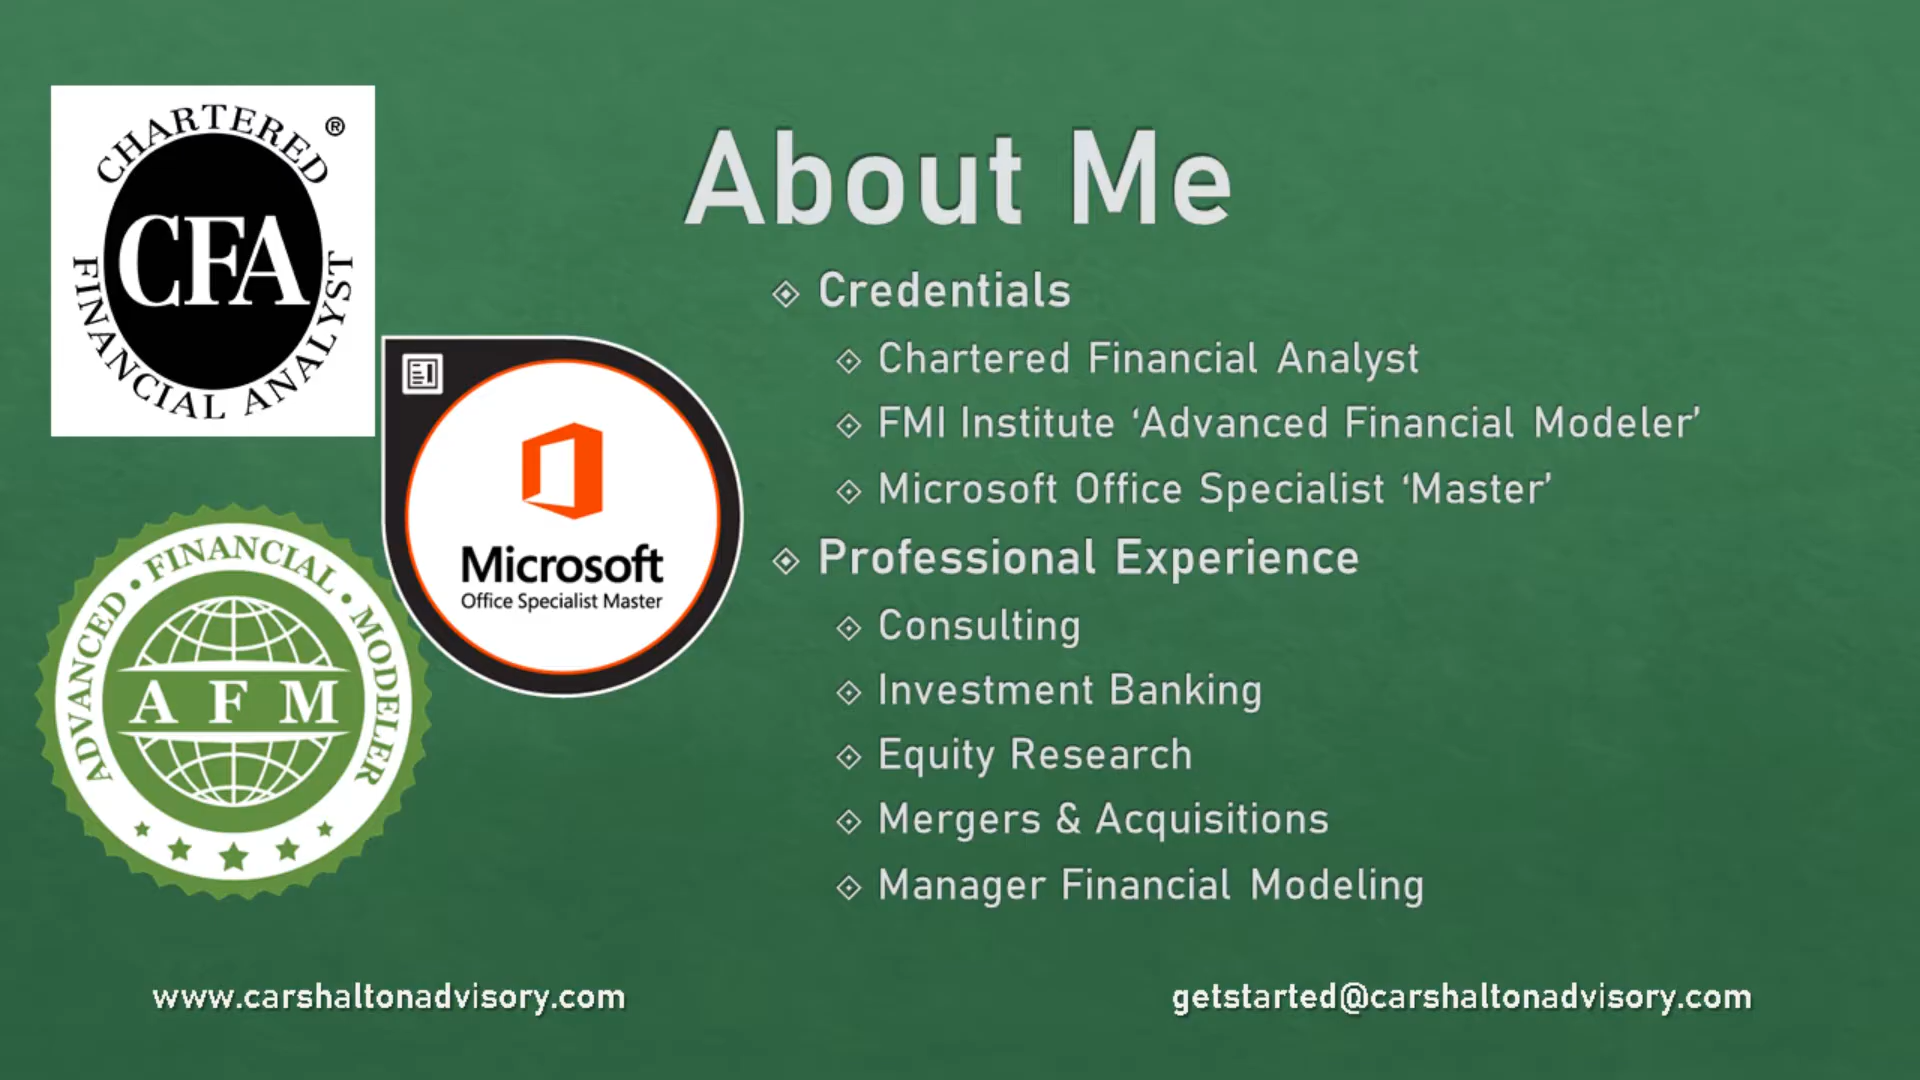 CHARTERED ®
CFA
FINANCIAL ANALYST
About Me
Credentials
Chartered Financial Analyst
FMI Institute ‘Advanced Financial Modeler’
Microsoft Office Specialist ‘Master’
Microsoft
Office Specialist Master
ADVANCED • FINANCIAL • MODELER
A F M
Professional Experience
Consulting
Investment Banking
Equity Research
Mergers & Acquisitions
Manager Financial Modeling
www.carshaltonadvisory.com
getstarted@carshaltonadvisory.com